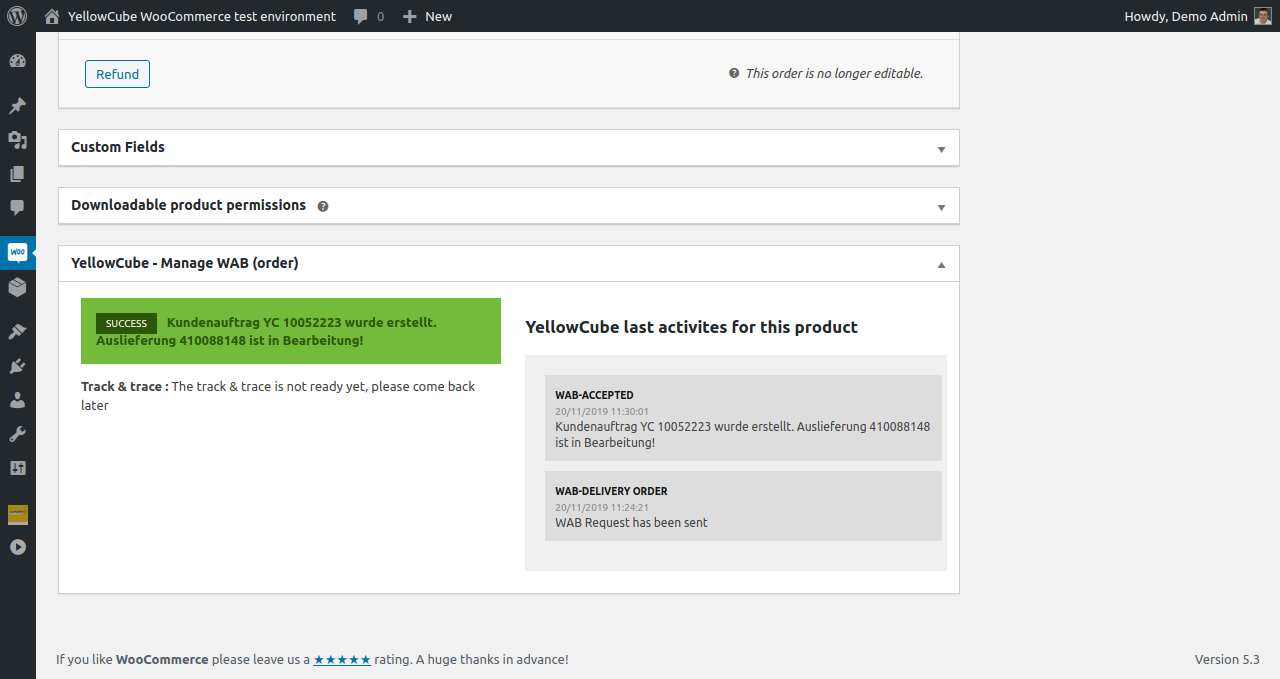 YellowCube WooCommerce test environment 0 New Howdy, Demo Admin
Refund
This order is no longer editable.
Custom Fields
Downloadable product permissions
Woo
YellowCube - Manage WAB (order)
SUCCESS Kundenauftrag YC 10052223 wurde erstellt.
Auslieferung 410088148 ist in Bearbeitung!
Track & trace : The track & trace is not ready yet, please come back
later
YellowCube last activites for this product
WAB-ACCEPTED
20/11/2019 11:30:01
Kundenauftrag YC 10052223 wurde erstellt. Auslieferung 410088148
ist in Bearbeitung!
WAB-DELIVERY ORDER
20/11/2019 11:24:21
WAB Request has been sent
If you like WooCommerce please leave us a ★★★★★ rating. A huge thanks in advance!
Version 5.3